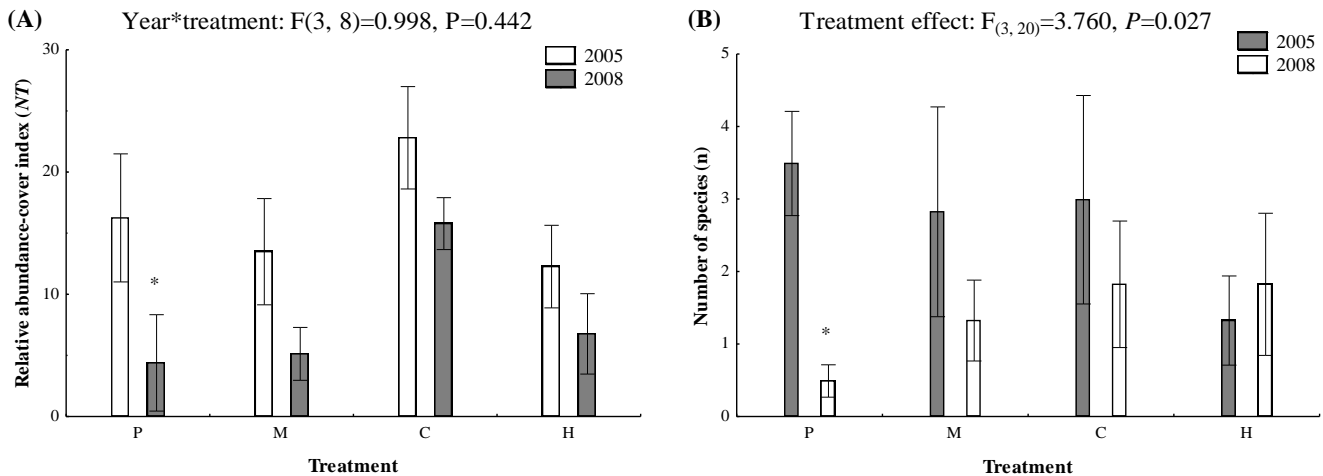 (A) Year*treatment: F(3, 8)=0.998, P=0.442
30
20
10
0
Relative abundance-cover index (NT)
2005
2008
*
P M C H
Treatment
(B) Treatment effect: F(3, 20)=3.760, P=0.027
5
4
3
2
1
0
Number of species (n)
2005
2008
*
P M C H
Treatment